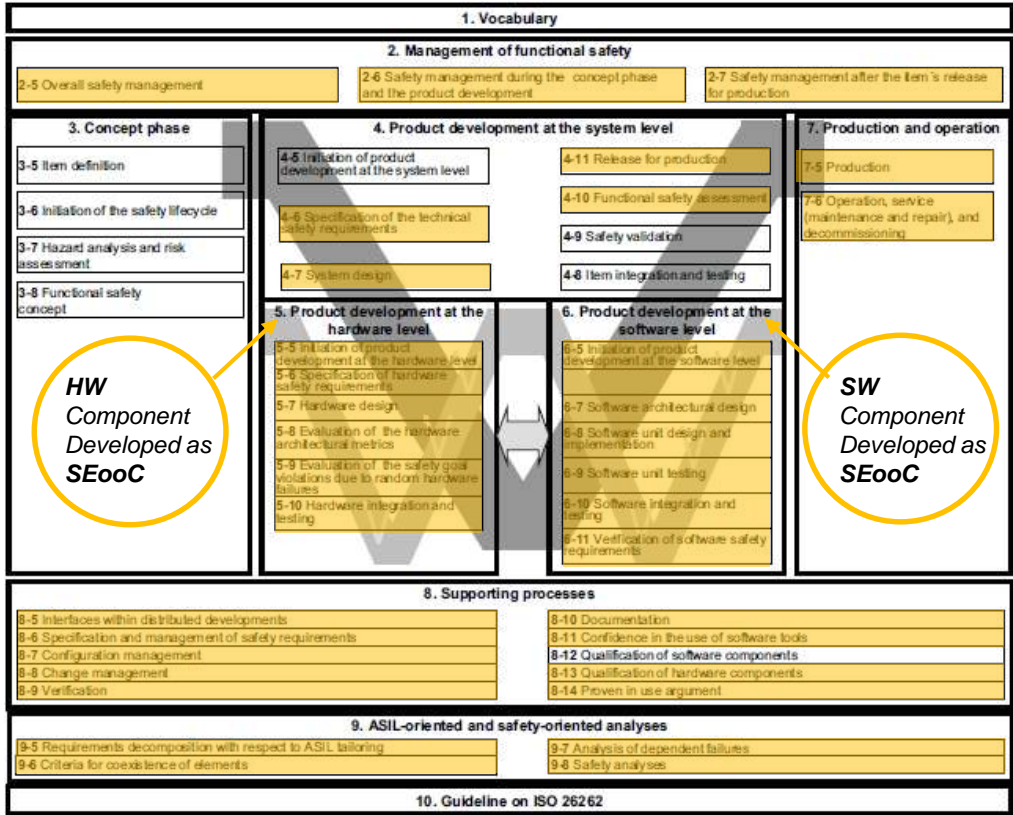 1. Vocabulary
2. Management of functional safety
2-5 Overall safety management
2-6 Safety management during the concept phase
and the product development
2-7 Safety management after the item´s release
for production
3. Concept phase
3-5 Item definition
3-6 Initiation of the safety lifecycle
3-7 Hazard analysis and risk
assessment
3-8 Functional safety
concept
4. Product development at the system level
4-5 Initiation of product
development at the system level
4-6 Specification of the technical
safety requirements
4-7 System design
4-11 Release for production
4-10 Functional safety assessment
4-9 Safety validation
4-8 Item integration and testing
7. Production and operation
7-5 Production
7-6 Operation, service
(maintenance and repair), and
decommissioning
5. Product development at the
hardware level
5-5 Initiation of product
development at the hardware level
5-6 Specification of hardware
safety requirements
5-7 Hardware design
5-8 Evaluation of the hardware
architectural metrics
5-9 Evaluation of the safety goal
violations due to random hardware
failures
5-10 Hardware integration and
testing
6. Product development at the
software level
6-5 Initiation of product
development at the software level
6-7 Software architectural design
6-8 Software unit design and
implementation
6-9 Software unit testing
6-10 Software integration and
testing
6-11 Verification of software safety
requirements
HW
Component
Developed as
SEooC
SW
Component
Developed as
SEooC
8. Supporting processes
8-5 Interfaces within distributed developments
8-6 Specification and management of safety requirements
8-7 Configuration management
8-8 Change management
8-9 Verification
8-10 Documentation
8-11 Confidence in the use of software tools
8-12 Qualification of software components
8-13 Qualification of hardware components
8-14 Proven in use argument
9. ASIL-oriented and safety-oriented analyses
9-5 Requirements decomposition with respect to ASIL tailoring
9-6 Criteria for coexistence of elements
9-7 Analysis of dependent failures
9-8 Safety analyses
10. Guideline on ISO 26262